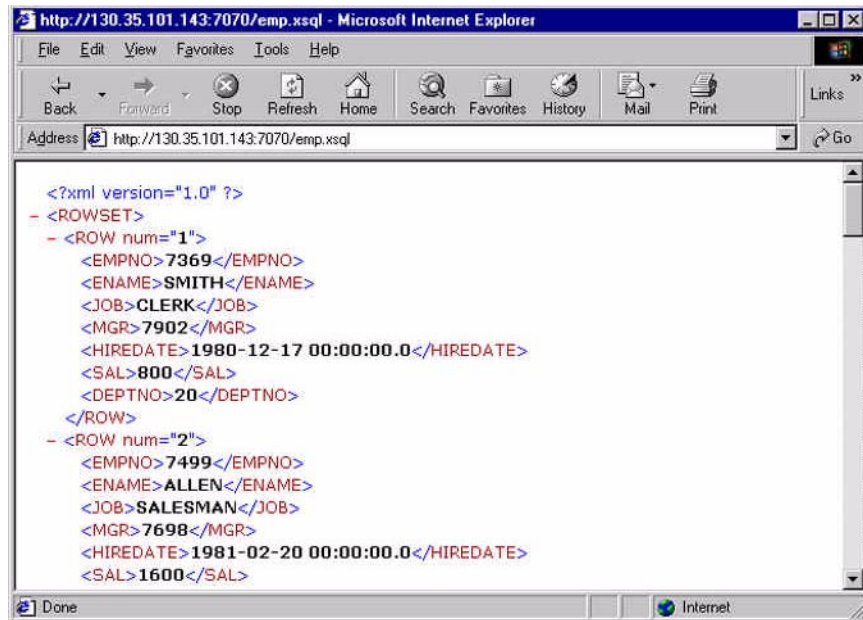 http://130.35.101.143:7070/emp.xsql - Microsoft Internet Explorer
File Edit View Favorites Tools Help
Back Forward Stop Refresh Home Search Favorites History Mail Print Links »
Address http://130.35.101.143:7070/emp.xsql Go
<?xml version="1.0" ?>
- <ROWSET>
- <ROW num="1">
<EMPNO>7369</EMPNO>
<ENAME>SMITH</ENAME>
<JOB>CLERK</JOB>
<MGR>7902</MGR>
<HIREDATE>1980-12-17 00:00:00.0</HIREDATE>
<SAL>800</SAL>
<DEPTNO>20</DEPTNO>
</ROW>
- <ROW num="2">
<EMPNO>7499</EMPNO>
<ENAME>ALLEN</ENAME>
<JOB>SALESMAN</JOB>
<MGR>7698</MGR>
<HIREDATE>1981-02-20 00:00:00.0</HIREDATE>
<SAL>1600</SAL>
Done Internet